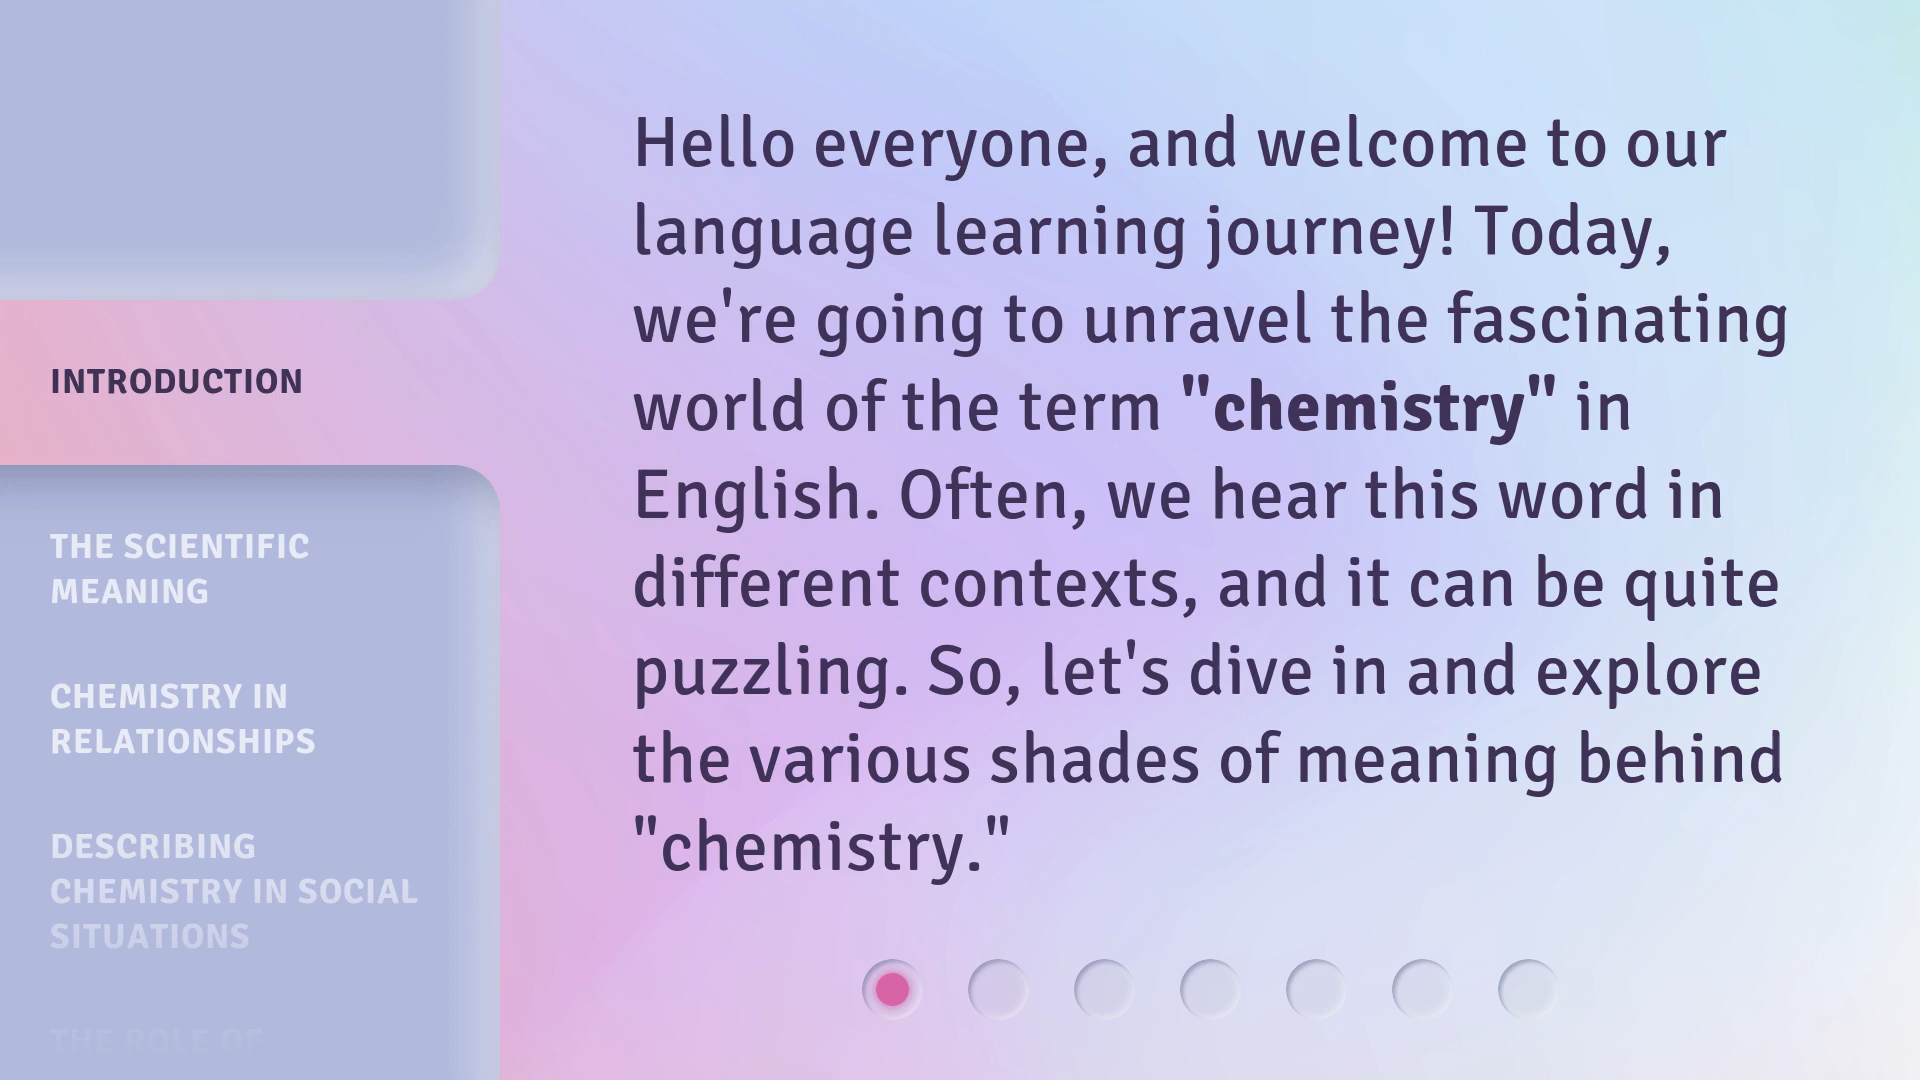 INTRODUCTION
THE SCIENTIFIC
MEANING
CHEMISTRY IN
RELATIONSHIPS
DESCRIBING
CHEMISTRY IN SOCIAL
SITUATIONS
THE ROLE OF
Hello everyone, and welcome to our
language learning journey! Today,
we're going to unravel the fascinating
world of the term "chemistry" in
English. Often, we hear this word in
different contexts, and it can be quite
puzzling. So, let's dive in and explore
the various shades of meaning behind
"chemistry."